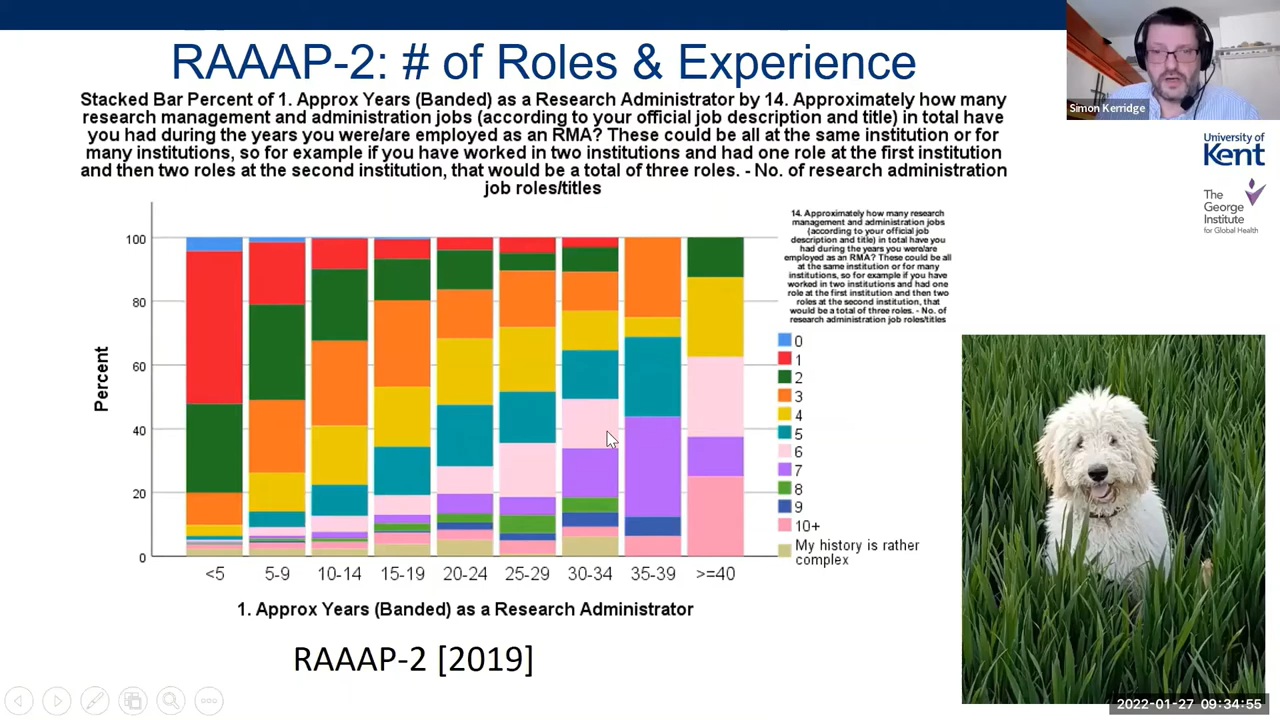 RAAAP-2: # of Roles & Experience
Stacked Bar Percent of 1. Approx Years (Banded) as a Research Administrator by 14. Approximately how many
research management and administration jobs (according to your official job description and title) in total have
you had during the years you were/are employed as an RMA? These could be all at the same institution or for
many institutions, so for example if you have worked in two institutions and had one role at the first institution
and then two roles at the second institution, that would be a total of three roles. - No. of research administration
job roles/titles
Simon Kerridge
University of
Kent
The
George
Institute
for Global Health
14. Approximately how many research
management and administration jobs
(according to your official job
description and title) in total have
you had during the years you were/are
employed as an RMA? These could be all
at the same institution or for many
institutions, so for example if you have
worked in two institutions and had one
role at the first institution and then two
roles at the second institution, that
would be a total of three roles. - No. of
research administration job roles/titles
0
1
2
3
4
5
6
7
8
9
10+
My history is rather
complex
Percent
100
80
60
40
20
0
<5 5-9 10-14 15-19 20-24 25-29 30-34 35-39 >=40
1. Approx Years (Banded) as a Research Administrator
RAAAP-2 [2019]
2022-01-27 09:34:55